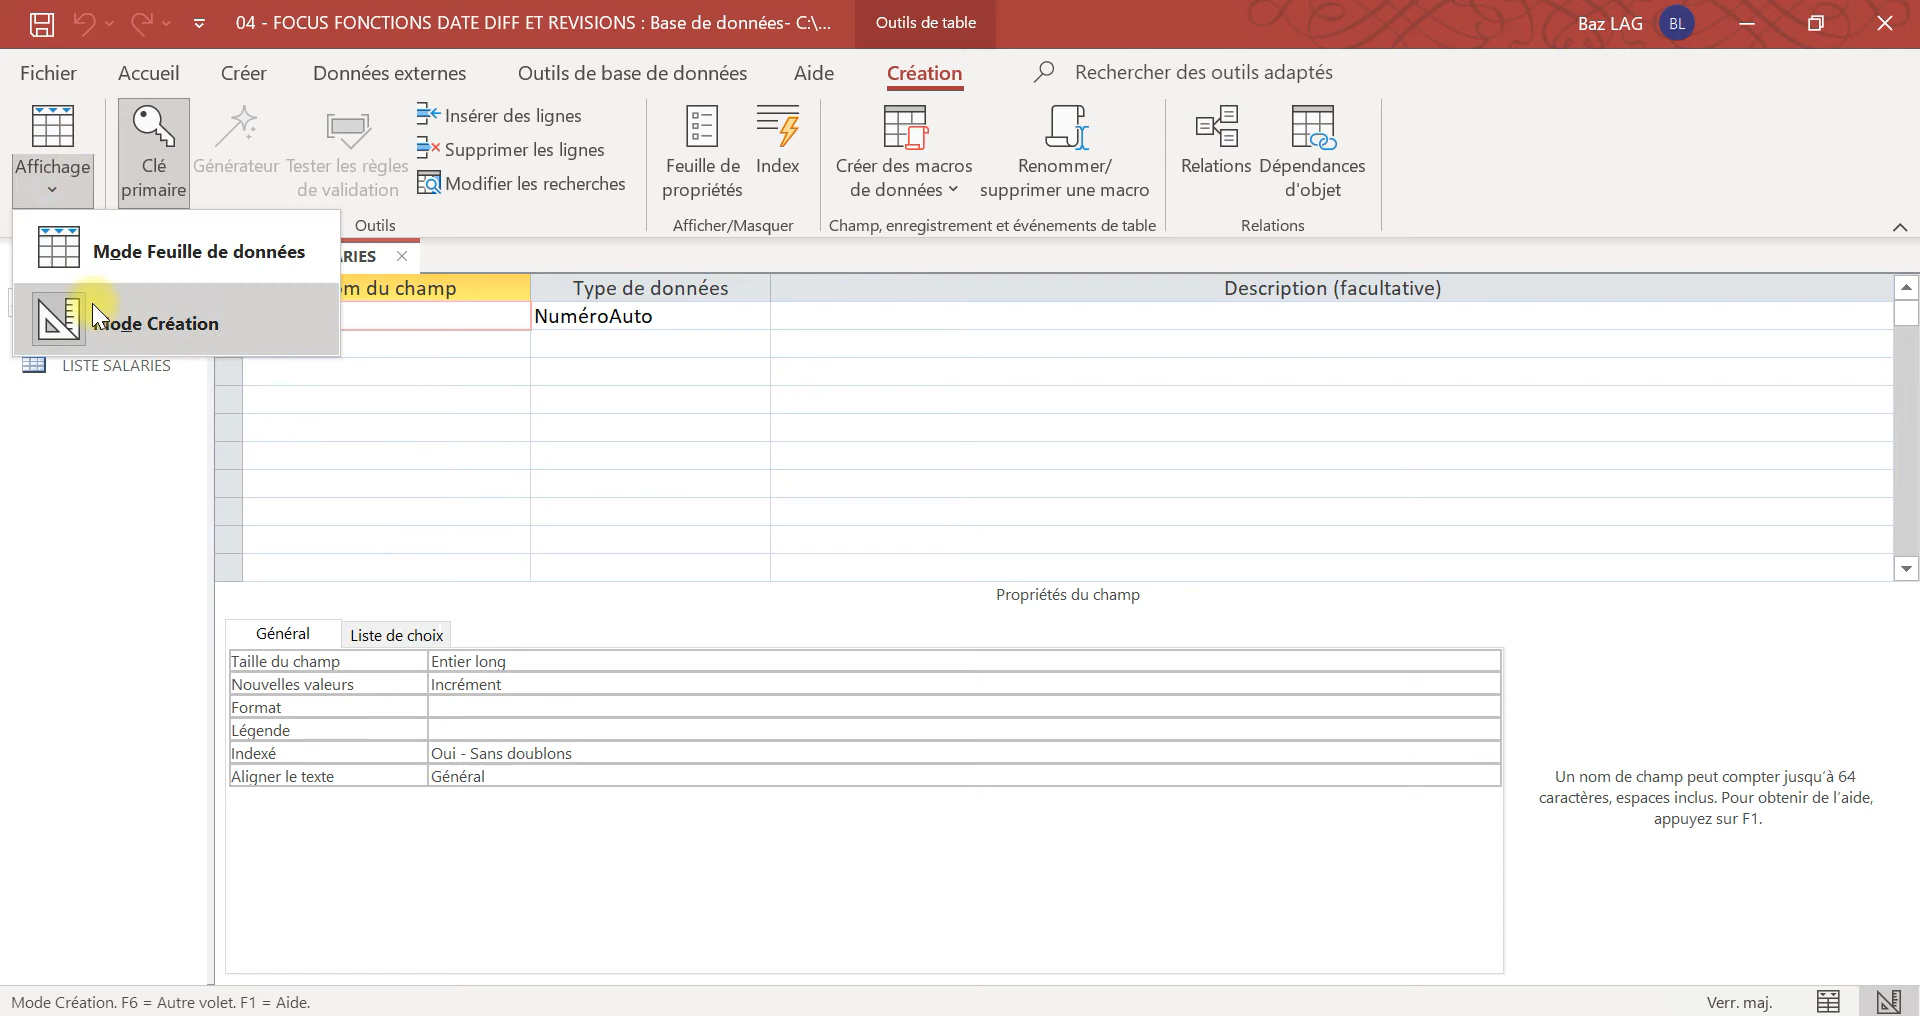 04 - FOCUS FONCTIONS DATE DIFF ET REVISIONS : Base de données- C:\...
Outils de table
Baz LAG
BL
Fichier
Accueil
Créer
Données externes
Outils de base de données
Aide
Création
Rechercher des outils adaptés
Affichage
Clé
primaire
Générateur
Tester les règles
de validation
Insérer des lignes
Supprimer les lignes
Modifier les recherches
Feuille de
propriétés
Index
Créer des macros
de données
Renommer/
supprimer une macro
Relations
Dépendances
d'objet
Outils
Afficher/Masquer
Champ, enregistrement et événements de table
Relations
Mode Feuille de données
Mode Création
LISTE SALARIES
ARIES
om du champ
Type de données
Description (facultative)
NuméroAuto
Propriétés du champ
Général
Liste de choix
Taille du champ
Entier long
Nouvelles valeurs
Incrément
Format
Légende
Indexé
Oui - Sans doublons
Aligner le texte
Général
Un nom de champ peut compter jusqu'à 64
caractères, espaces inclus. Pour obtenir de l'aide,
appuyez sur F1.
Mode Création. F6 = Autre volet. F1 = Aide.
Verr. maj.